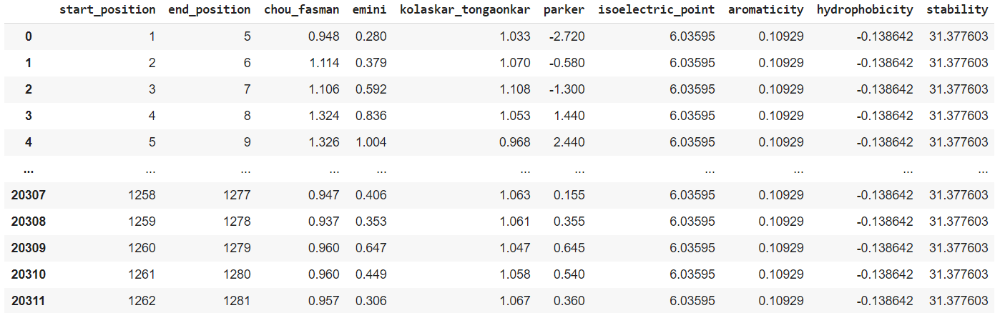 start_position end_position chou_fasman emini kolaskar_tongaonkar parker isoelectric_point aromaticity hydrophobicity stability
0 1 5 0.948 0.280 1.033 -2.720 6.03595 0.10929 -0.138642 31.377603
1 2 6 1.114 0.379 1.070 -0.580 6.03595 0.10929 -0.138642 31.377603
2 3 7 1.106 0.592 1.108 -1.300 6.03595 0.10929 -0.138642 31.377603
3 4 8 1.324 0.836 1.053 1.440 6.03595 0.10929 -0.138642 31.377603
4 5 9 1.326 1.004 0.968 2.440 6.03595 0.10929 -0.138642 31.377603
... ... ... ... ... ... ... ... ... ... ...
20307 1258 1277 0.947 0.406 1.063 0.155 6.03595 0.10929 -0.138642 31.377603
20308 1259 1278 0.937 0.353 1.061 0.355 6.03595 0.10929 -0.138642 31.377603
20309 1260 1279 0.960 0.647 1.047 0.645 6.03595 0.10929 -0.138642 31.377603
20310 1261 1280 0.960 0.449 1.058 0.540 6.03595 0.10929 -0.138642 31.377603
20311 1262 1281 0.957 0.306 1.067 0.360 6.03595 0.10929 -0.138642 31.377603